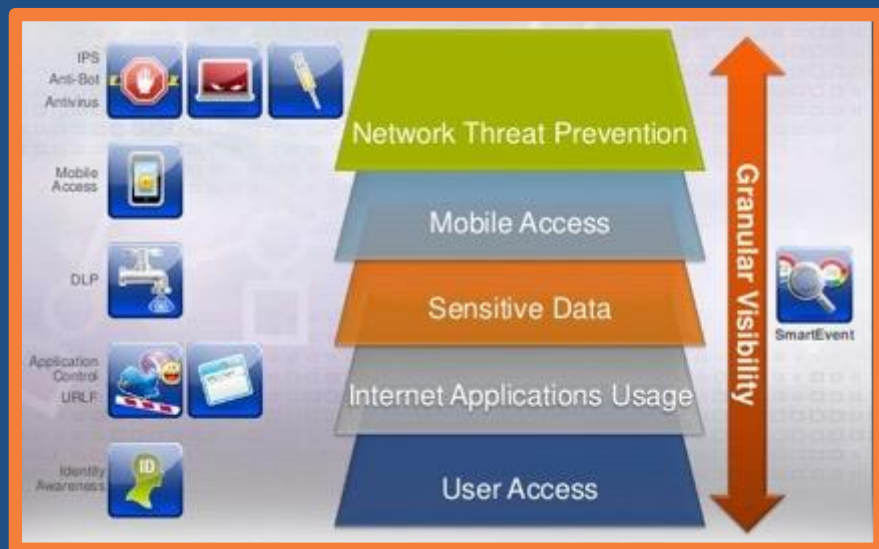 IPS
Anti-Bot
Antivirus
Network Threat Prevention
Mobile
Access
Mobile Access
DLP
Sensitive Data
Application
Control
URLF
Internet Applications Usage
Identity
Awareness
ID
User Access
Granular Visibility
SmartEvent